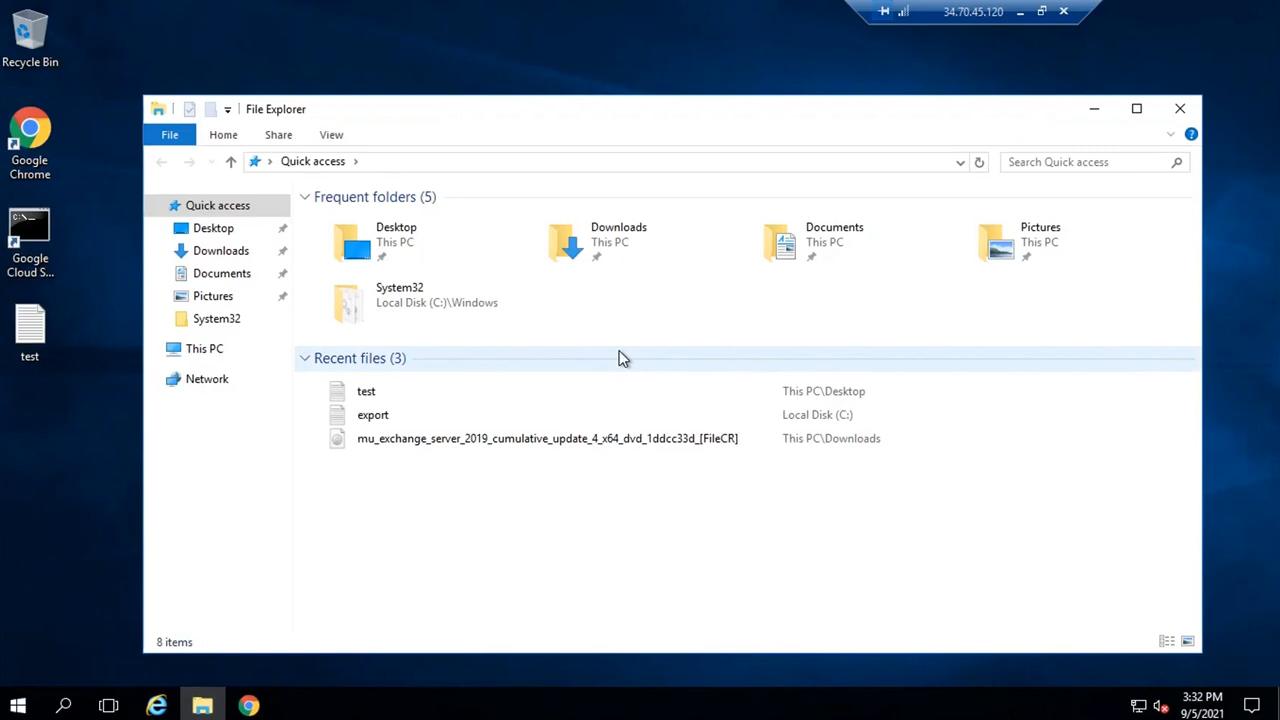 34.70.45.120
Recycle Bin
Google
Chrome
Google
Cloud S...
test
File Explorer
File
Home
Share
View
Quick access
Search Quick access
Quick access
Desktop
Downloads
Documents
Pictures
System32
This PC
Network
Frequent folders (5)
Desktop
This PC
Downloads
This PC
Documents
This PC
Pictures
This PC
System32
Local Disk (C:)\Windows
Recent files (3)
test This PC\Desktop
export Local Disk (C:)
mu_exchange_server_2019_cumulative_update_4_x64_dvd_1ddcc33d_[FileCR] This PC\Downloads
8 items
3:32 PM
9/5/2021